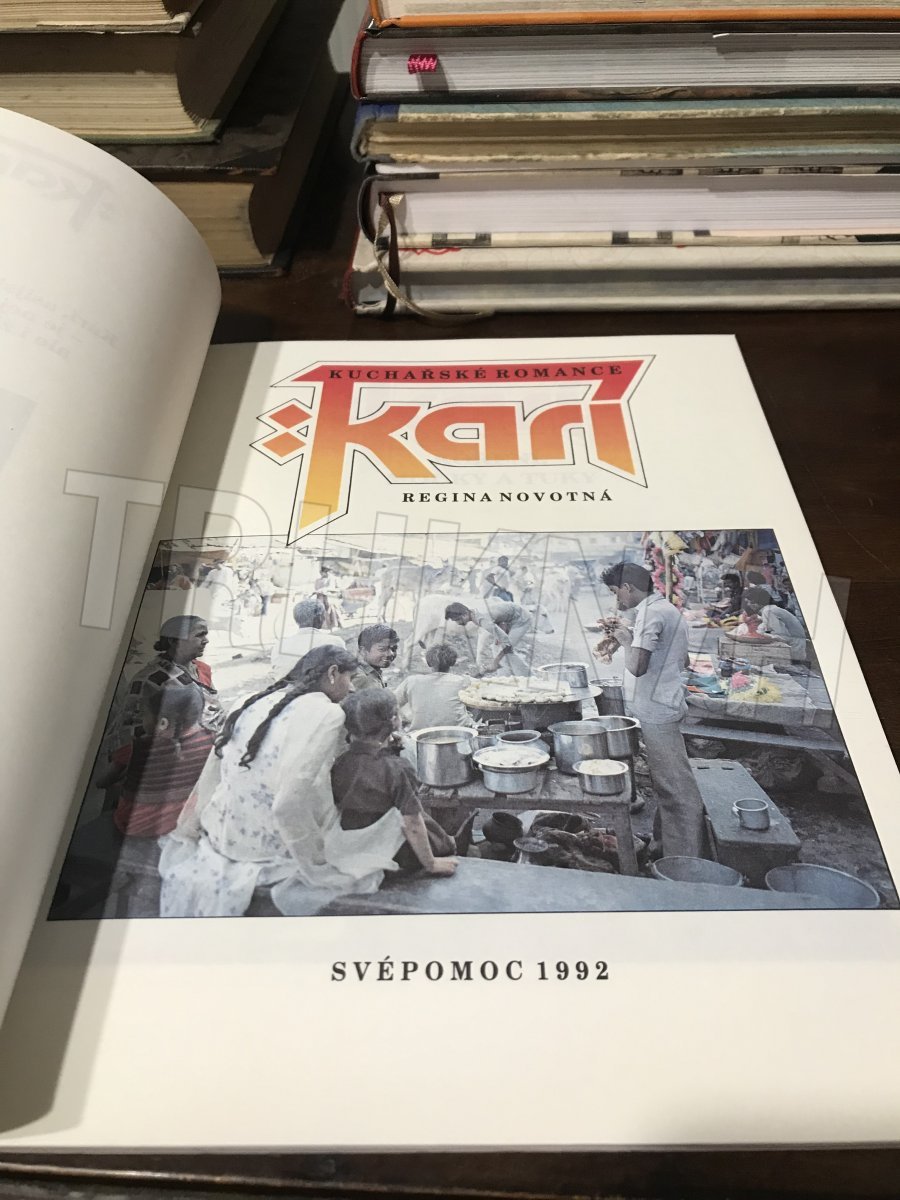 KUCHAŘSKÉ ROMANCE
:kari
REGINA NOVOTNÁ
SVÉPOMOC 1992